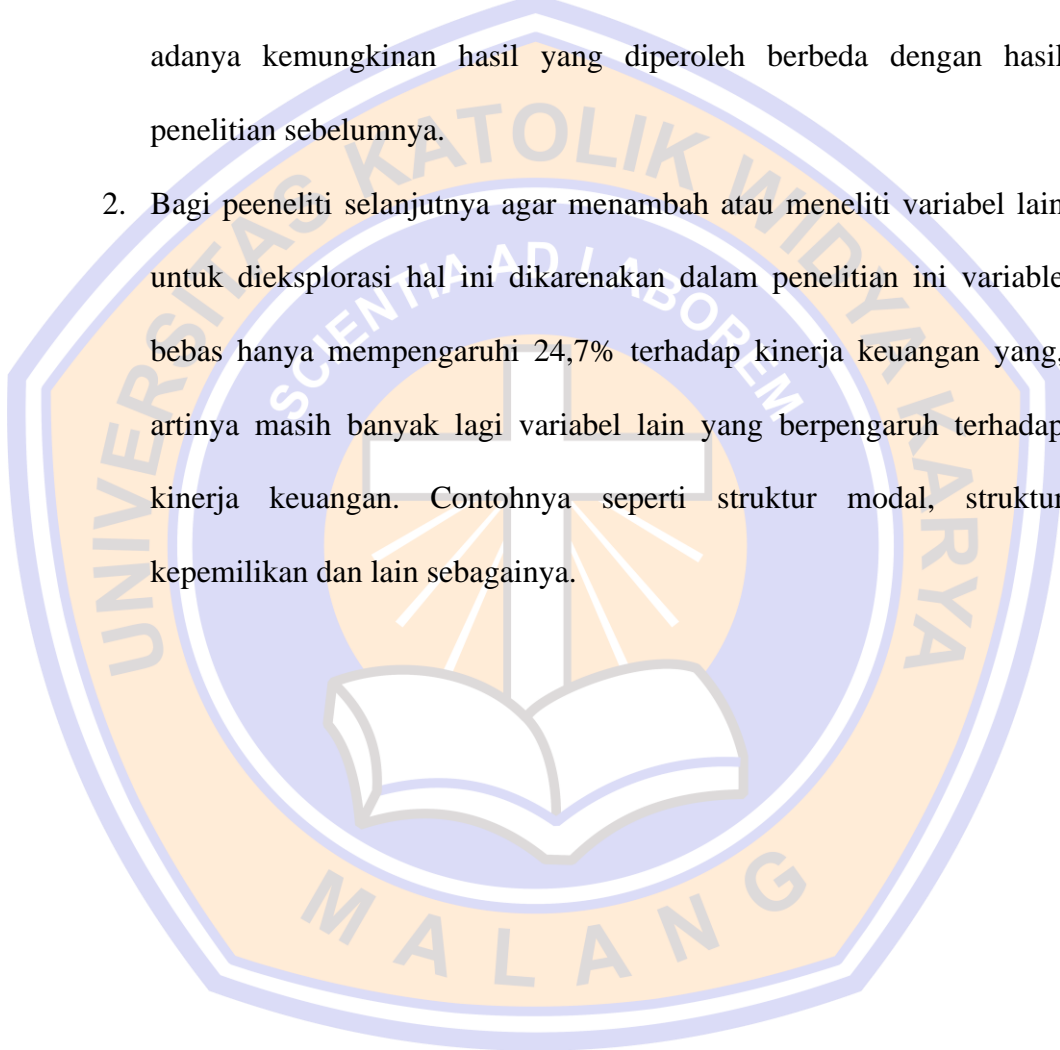 adanya kemungkinan hasil yang diperoleh berbeda dengan hasil
penelitian sebelumnya.
2. Bagi peeneliti selanjutnya agar menambah atau meneliti variabel lain
untuk dieksplorasi hal ini dikarenakan dalam penelitian ini variable
bebas hanya mempengaruhi 24,7% terhadap kinerja keuangan yang,
artinya masih banyak lagi variabel lain yang berpengaruh terhadap
kinerja keuangan. Contohnya seperti struktur modal, struktur
kepemilikan dan lain sebagainya.
UNIVERSITAS KATOLIK WIDYA KARYA
SCIENTIA AD LABOREM
MALANG